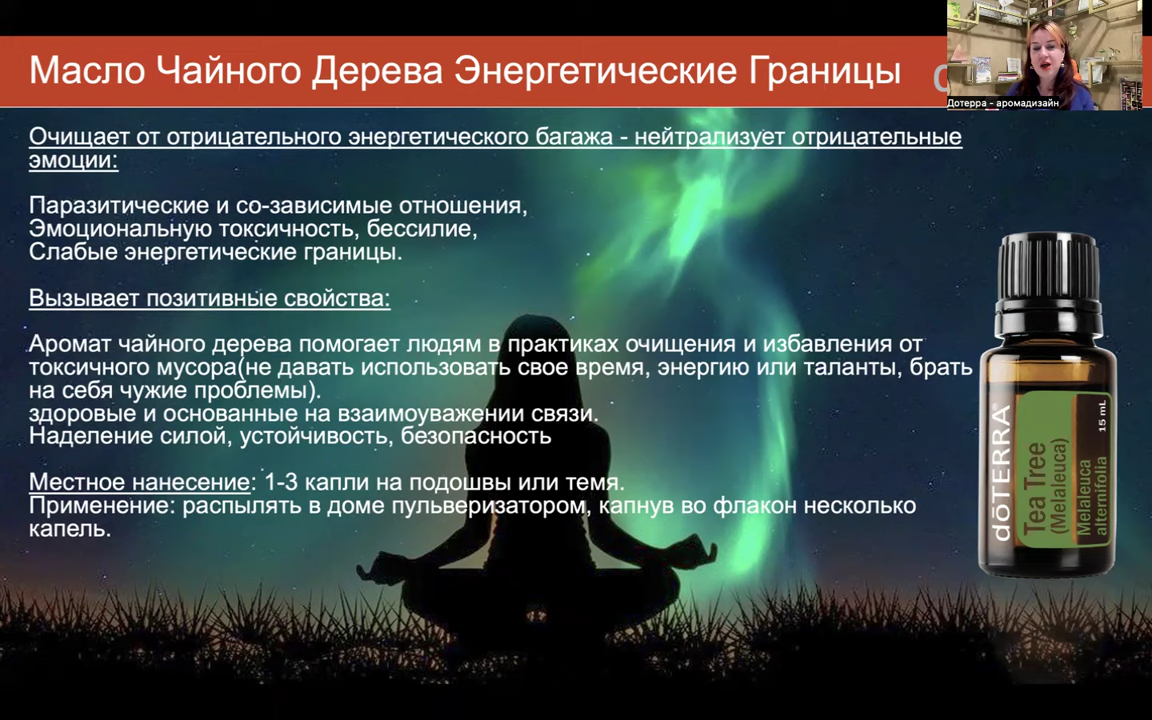 Масло Чайного Дерева Энергетические Границы
Дотерра - аромадизайн
Очищает от отрицательного энергетического багажа - нейтрализует отрицательные
эмоции:
Паразитические и со-зависимые отношения,
Эмоциональную токсичность, бессилие,
Слабые энергетические границы.
Вызывает позитивные свойства:
Аромат чайного дерева помогает людям в практиках очищения и избавления от
токсичного мусора(не давать использовать свое время, энергию или таланты, брать
на себя чужие проблемы).
здоровые и основанные на взаимоуважении связи.
Наделение силой, устойчивость, безопасность
Местное нанесение: 1-3 капли на подошвы или темя.
Применение: распылять в доме пульверизатором, капнув во флакон несколько
капель.
dōTERRA®
Tea Tree
(Melaleuca)
Melaleuca
alternifolia
15 mL